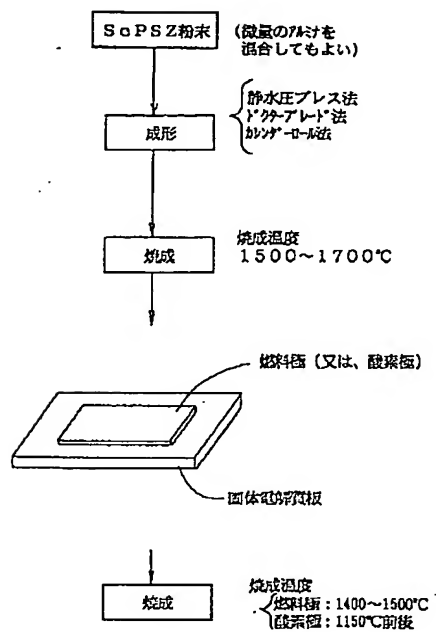 ScPSZ粉末
(微量のアルミナを
混合してもよい)
静水圧プレス法
ドクターブレード法
カレンダーロール法
成形
焼成
焼成温度
1500~1700℃
燃料極(又は、酸素極)
固体電解質板
焼成
焼成温度
燃料極:1400~1500℃
酸素極:1150℃前後